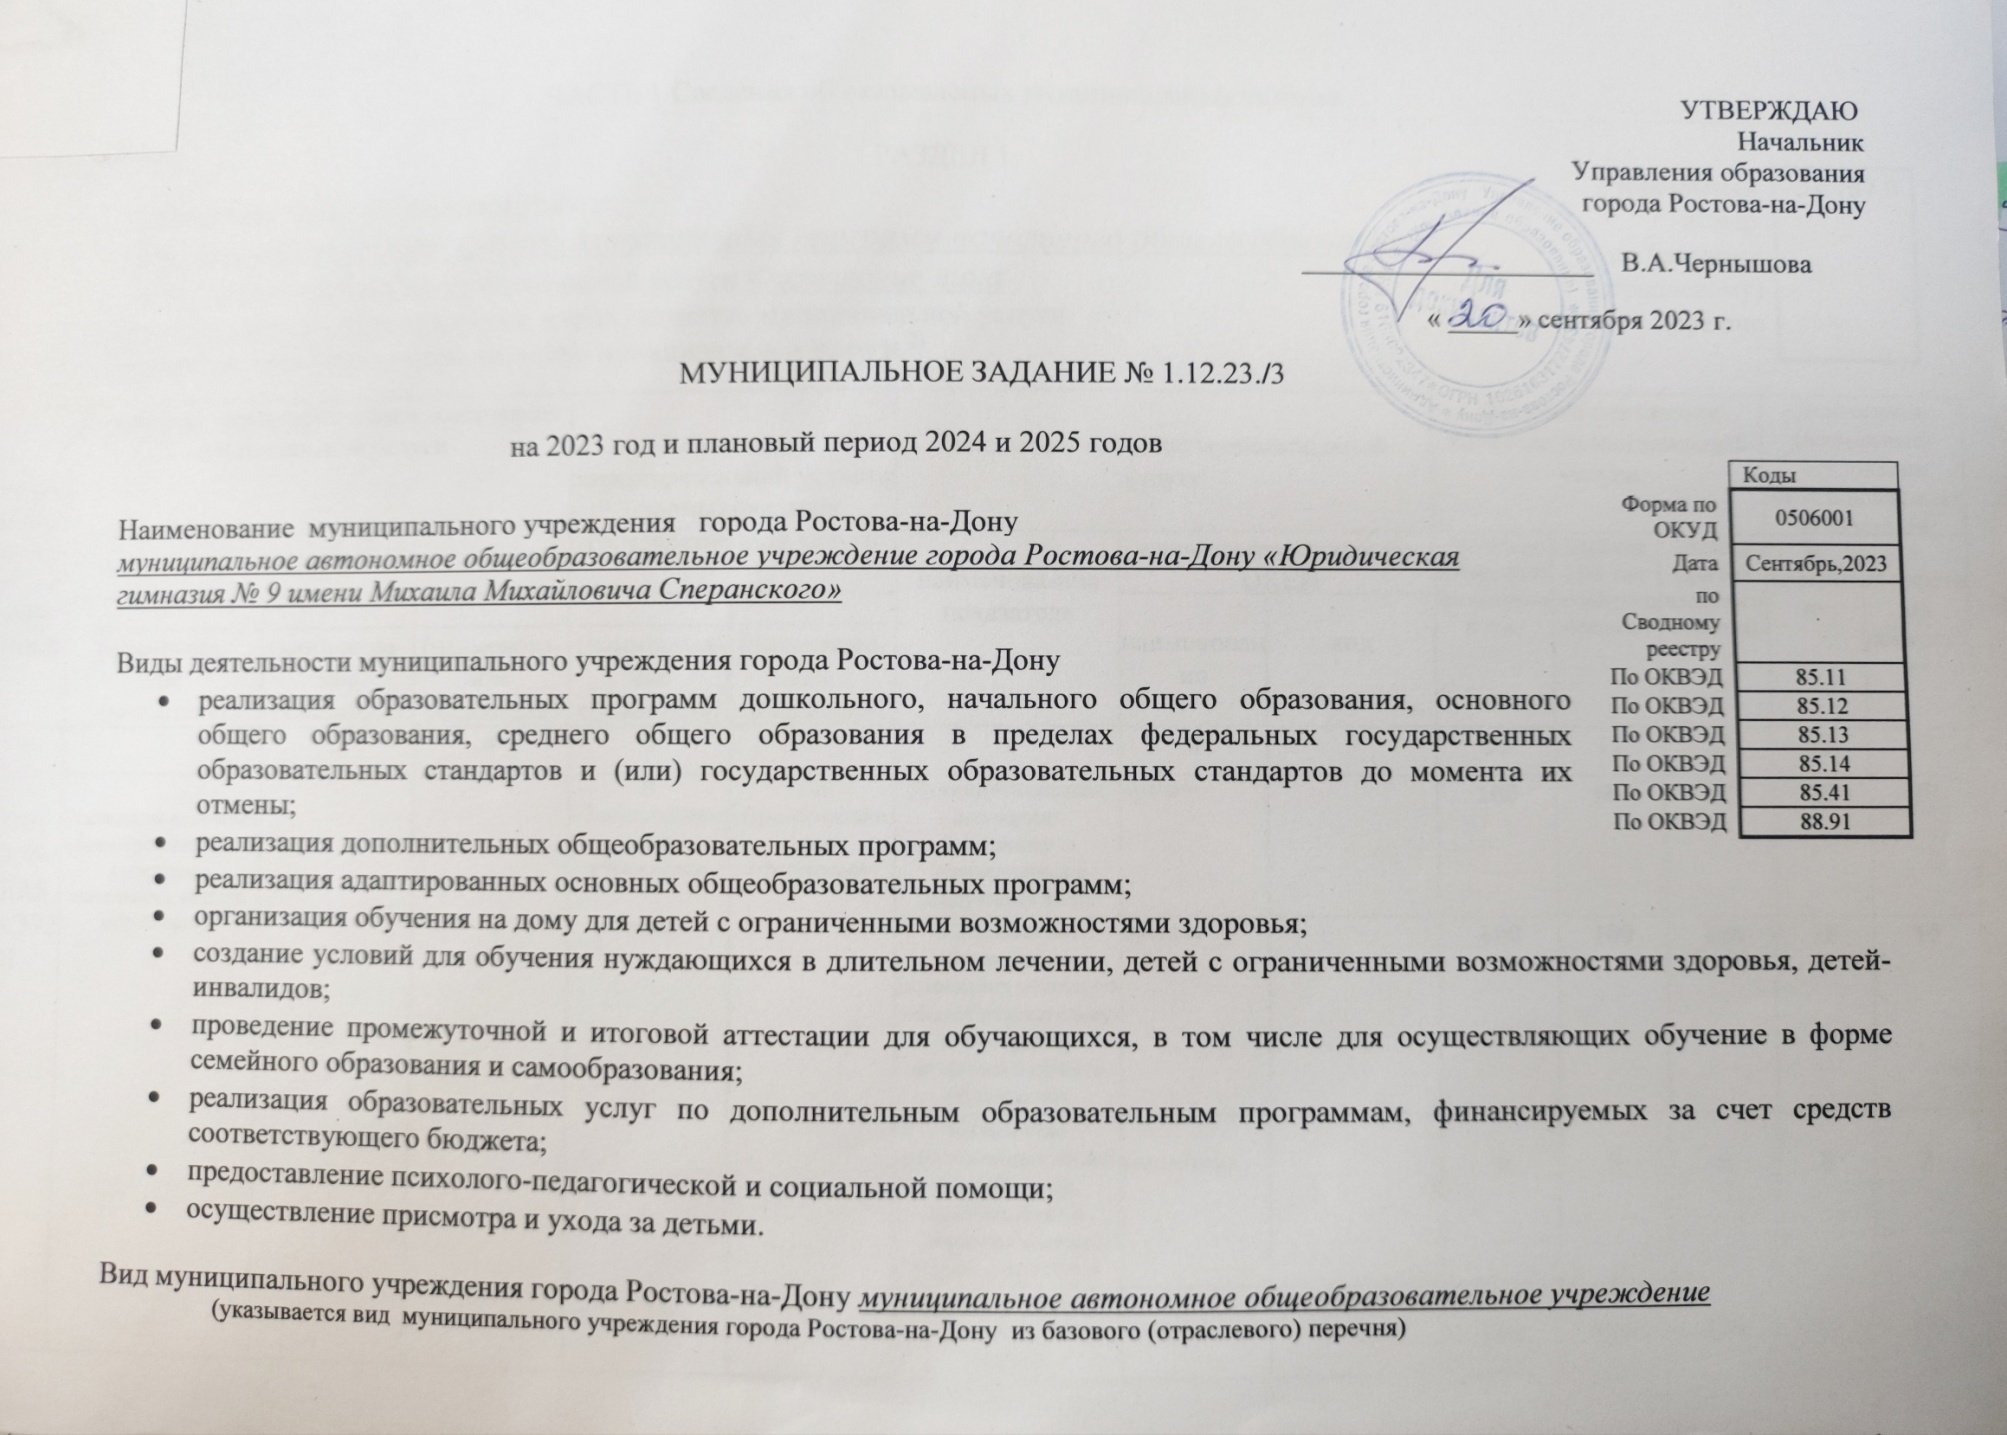 УТВЕРЖДАЮ
Начальник
Управления образования
города Ростова-на-Дону
В.А.Чернышова
« 20 » сентября 2023 г.
Для
документов
МУНИЦИПАЛЬНОЕ ЗАДАНИЕ № 1.12.23./3
на 2023 год и плановый период 2024 и 2025 годов
Коды
Форма по
ОКУД
0506001
Дата Сентябрь,2023
по
Сводному
реестру
По ОКВЭД 85.11
По ОКВЭД 85.12
По ОКВЭД 85.13
По ОКВЭД 85.14
По ОКВЭД 85.41
По ОКВЭД 88.91
Наименование муниципального учреждения города Ростова-на-Дону
муниципальное автономное общеобразовательное учреждение города Ростова-на-Дону «Юридическая
гимназия № 9 имени Михаила Михайловича Сперанского»
Виды деятельности муниципального учреждения города Ростова-на-Дону
• реализация образовательных программ дошкольного, начального общего образования, основного
общего образования, среднего общего образования в пределах федеральных государственных
образовательных стандартов и (или) государственных образовательных стандартов до момента их
отмены;
• реализация дополнительных общеобразовательных программ;
• реализация адаптированных основных общеобразовательных программ;
• организация обучения на дому для детей с ограниченными возможностями здоровья;
• создание условий для обучения нуждающихся в длительном лечении, детей с ограниченными возможностями здоровья, детей-
инвалидов;
• проведение промежуточной и итоговой аттестации для обучающихся, в том числе для осуществляющих обучение в форме
семейного образования и самообразования;
• реализация образовательных услуг по дополнительным образовательным программам, финансируемых за счет средств
соответствующего бюджета;
• предоставление психолого-педагогической и социальной помощи;
• осуществление присмотра и ухода за детьми.
Вид муниципального учреждения города Ростова-на-Дону муниципальное автономное общеобразовательное учреждение
(указывается вид муниципального учреждения города Ростова-на-Дону из базового (отраслевого) перечня)